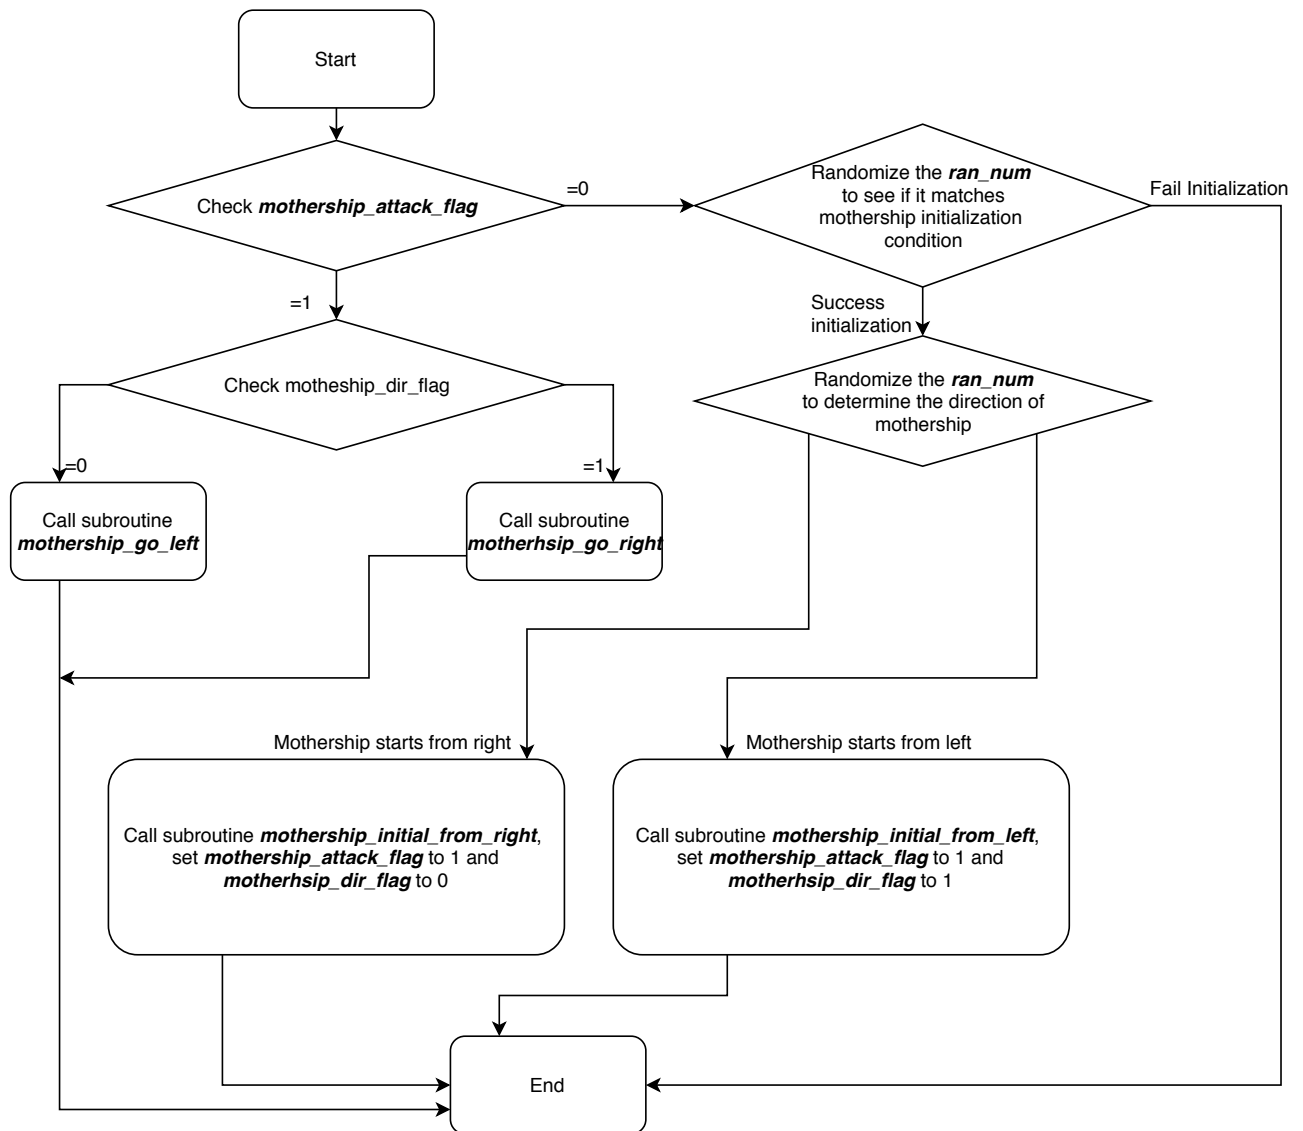 Start
Check mothership_attack_flag
=0
Randomize the ran_num
to see if it matches
mothership initialization
condition
Fail Initialization
=1
Success
initialization
Check motheship_dir_flag
Randomize the ran_num
to determine the direction of
mothership
=0
=1
Call subroutine
mothership_go_left
Call subroutine
motherhsip_go_right
Mothership starts from right
Mothership starts from left
Call subroutine mothership_initial_from_right,
set mothership_attack_flag to 1 and
motherhsip_dir_flag to 0
Call subroutine mothership_initial_from_left,
set mothership_attack_flag to 1 and
motherhsip_dir_flag to 1
End